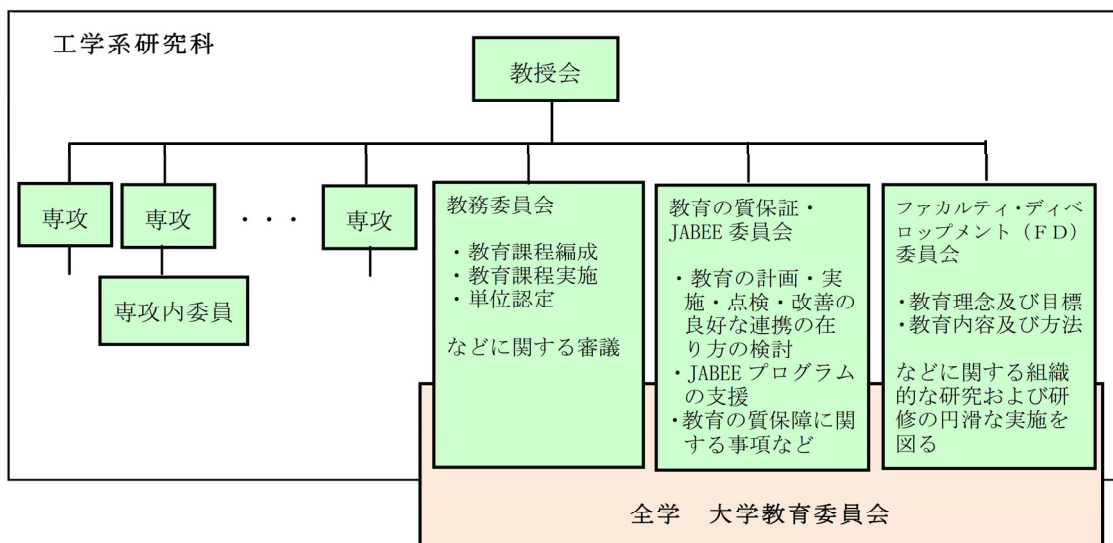 工学系研究科
教授会
専攻
専攻
・・・
専攻
専攻内委員
教務委員会
・教育課程編成
・教育課程実施
・単位認定
などに関する審議
教育の質保証・
JABEE 委員会
・教育の計画・実
施・点検・改善の
良好な連携の在
り方の検討
・JABEE プログラム
の支援
・教育の質保障に関
する事項など
ファカルティ・ディベ
ロップメント（ＦＤ）
委員会
・教育理念及び目標
・教育内容及び方法
などに関する組織
的な研究および研
修の円滑な実施を
図る
全学　大学教育委員会